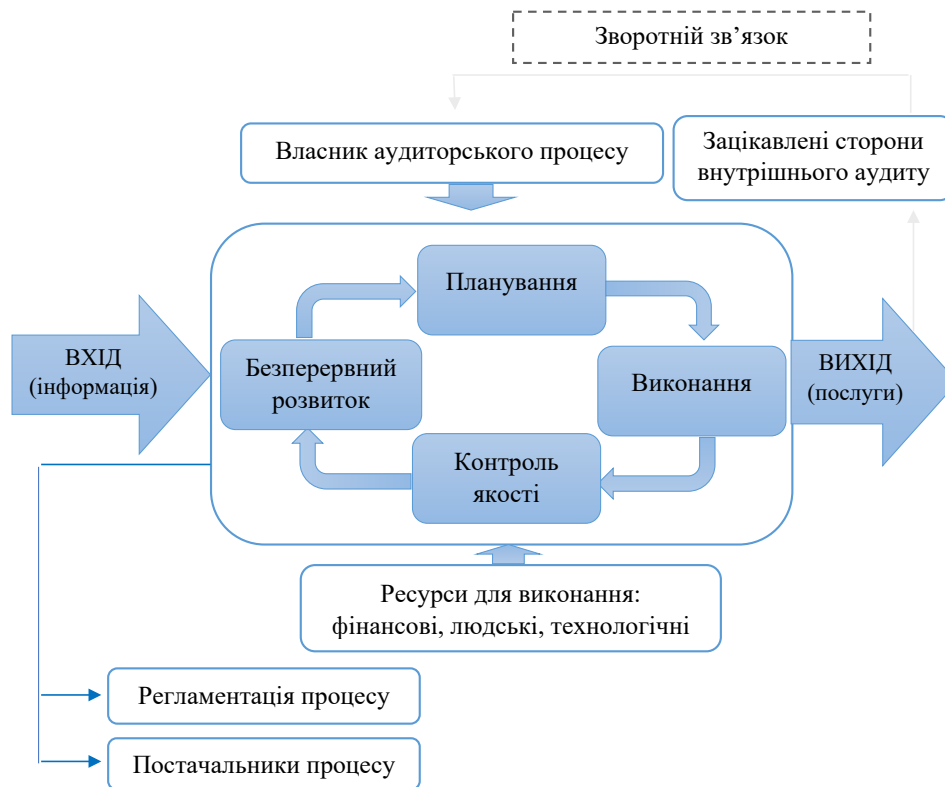 Зворотній зв’язок
Власник аудиторського процесу
Зацікавлені сторони
внутрішнього аудиту
Планування
ВХІД
(інформація)
Безперервний
розвиток
Виконання
ВИХІД
(послуги)
Контроль
якості
Ресурси для виконання:
фінансові, людські, технологічні
Регламентація процесу
Постачальники процесу